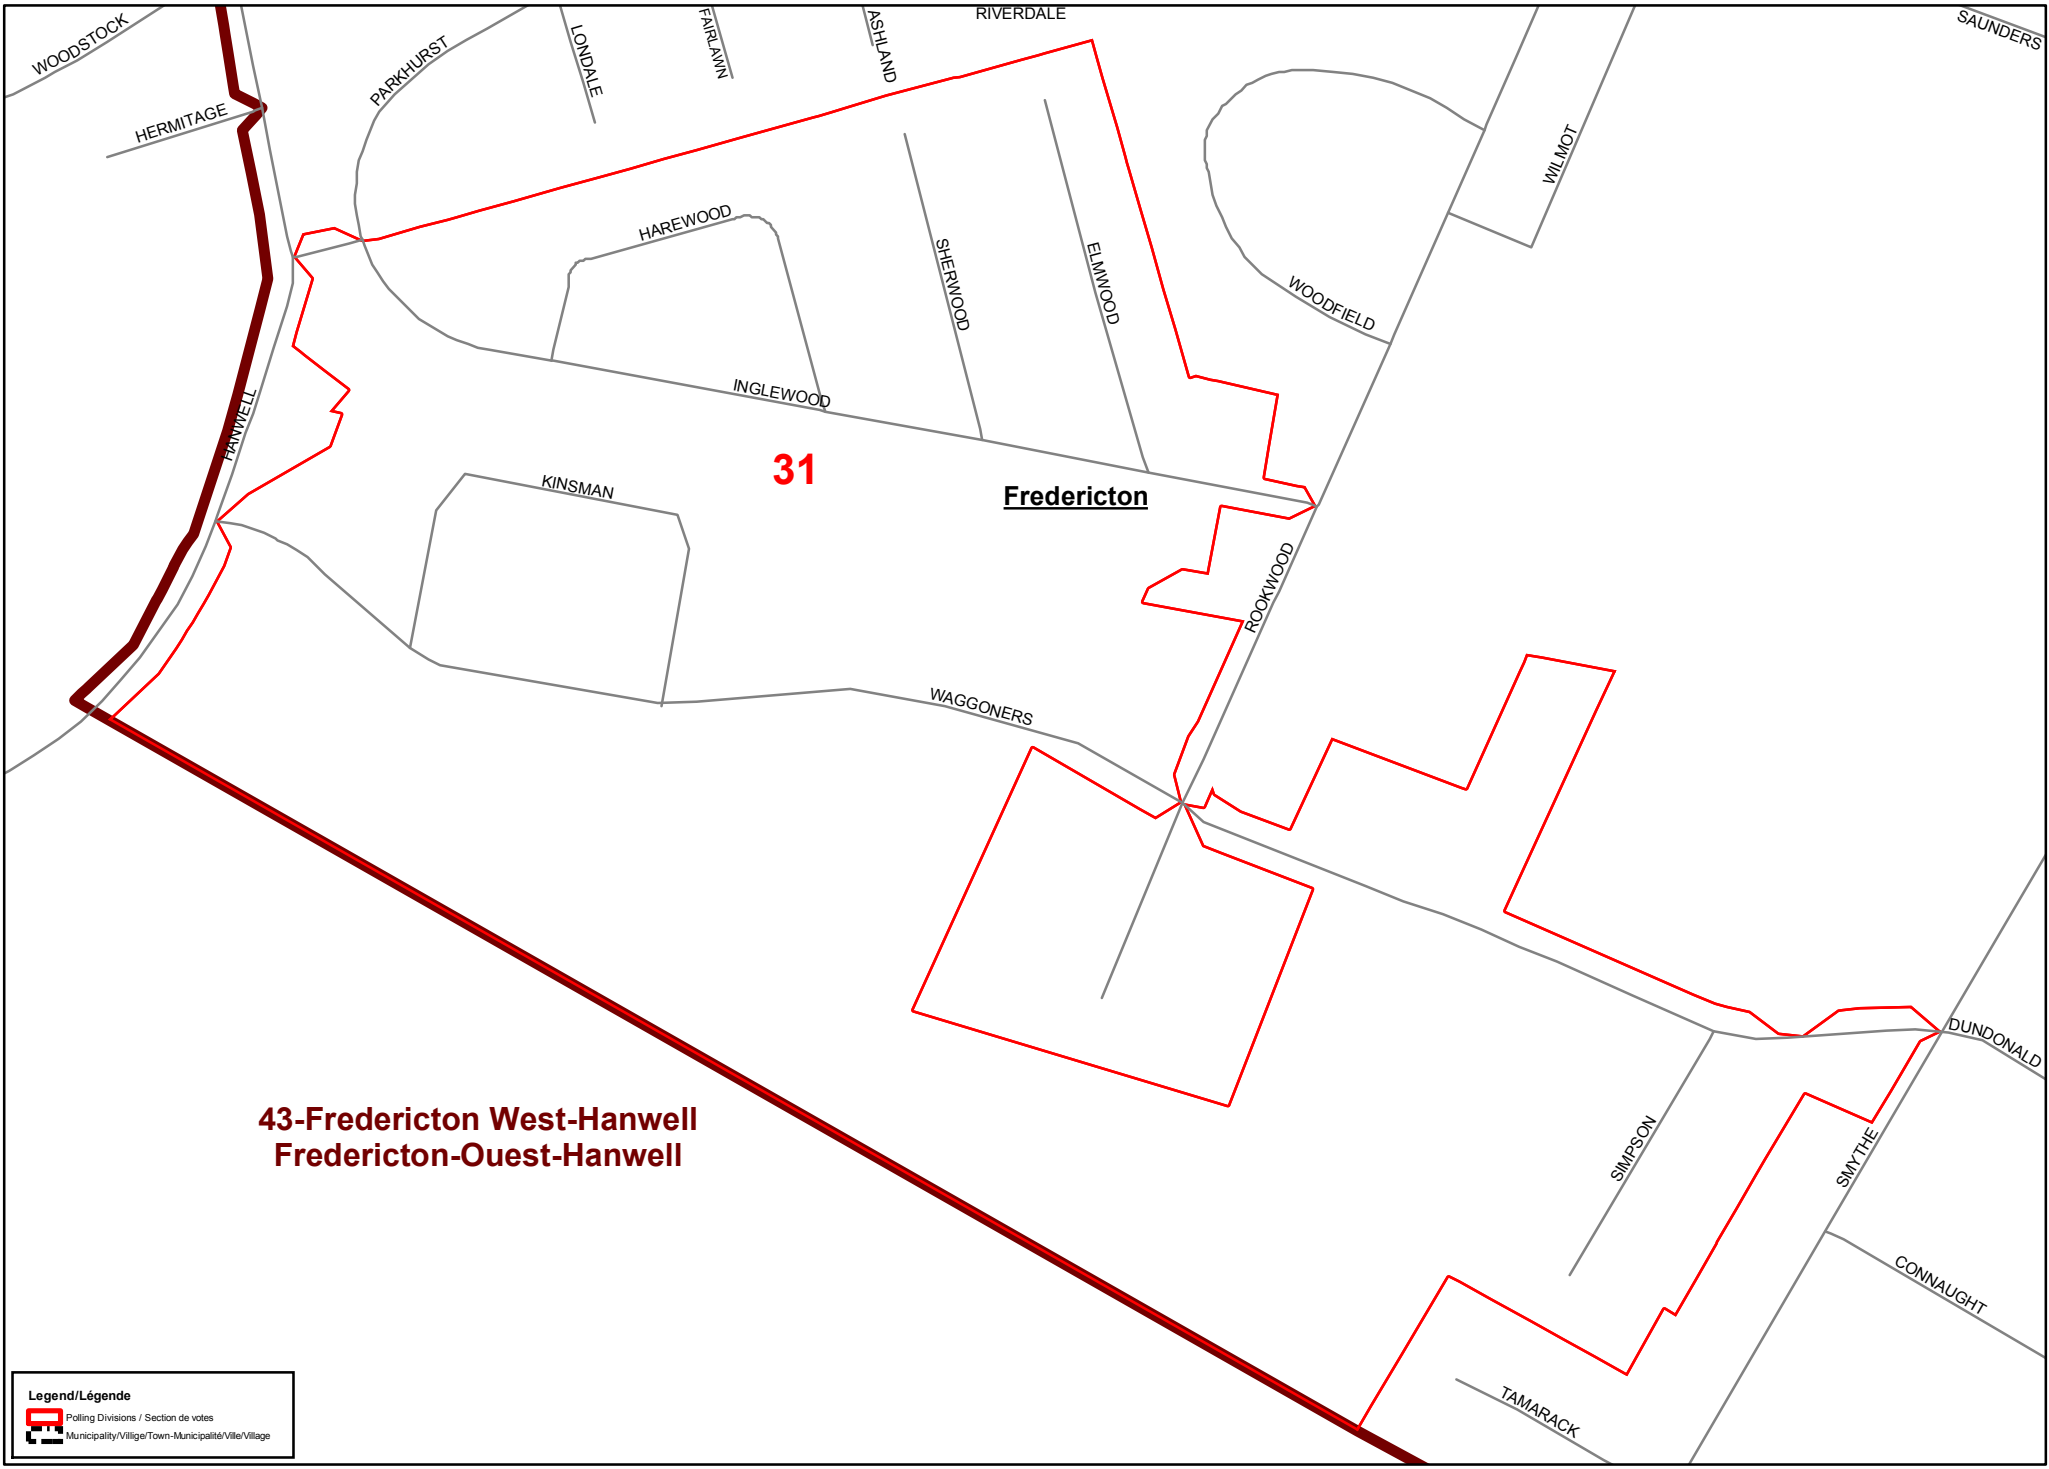 RIVERDALE
SAUNDERS
WOODSTOCK
LONDALE
FAIRLAWN
ASHLAND
PARKHURST
HERMITAGE
WILMOT
HAREWOOD
SHERWOOD
ELMWOOD
WOODFIELD
INGLEWOOD
HANWELL
31
KINSMAN
Fredericton
ROOKWOOD
WAGGONERS
DUNDONALD
43-Fredericton West-Hanwell
Fredericton-Ouest-Hanwell
SIMPSON
SMYTHE
CONNAUGHT
TAMARACK
Legend/Légende
Polling Divisions / Section de votes
Municipality/Villige/Town-Municipalité/Ville/Village